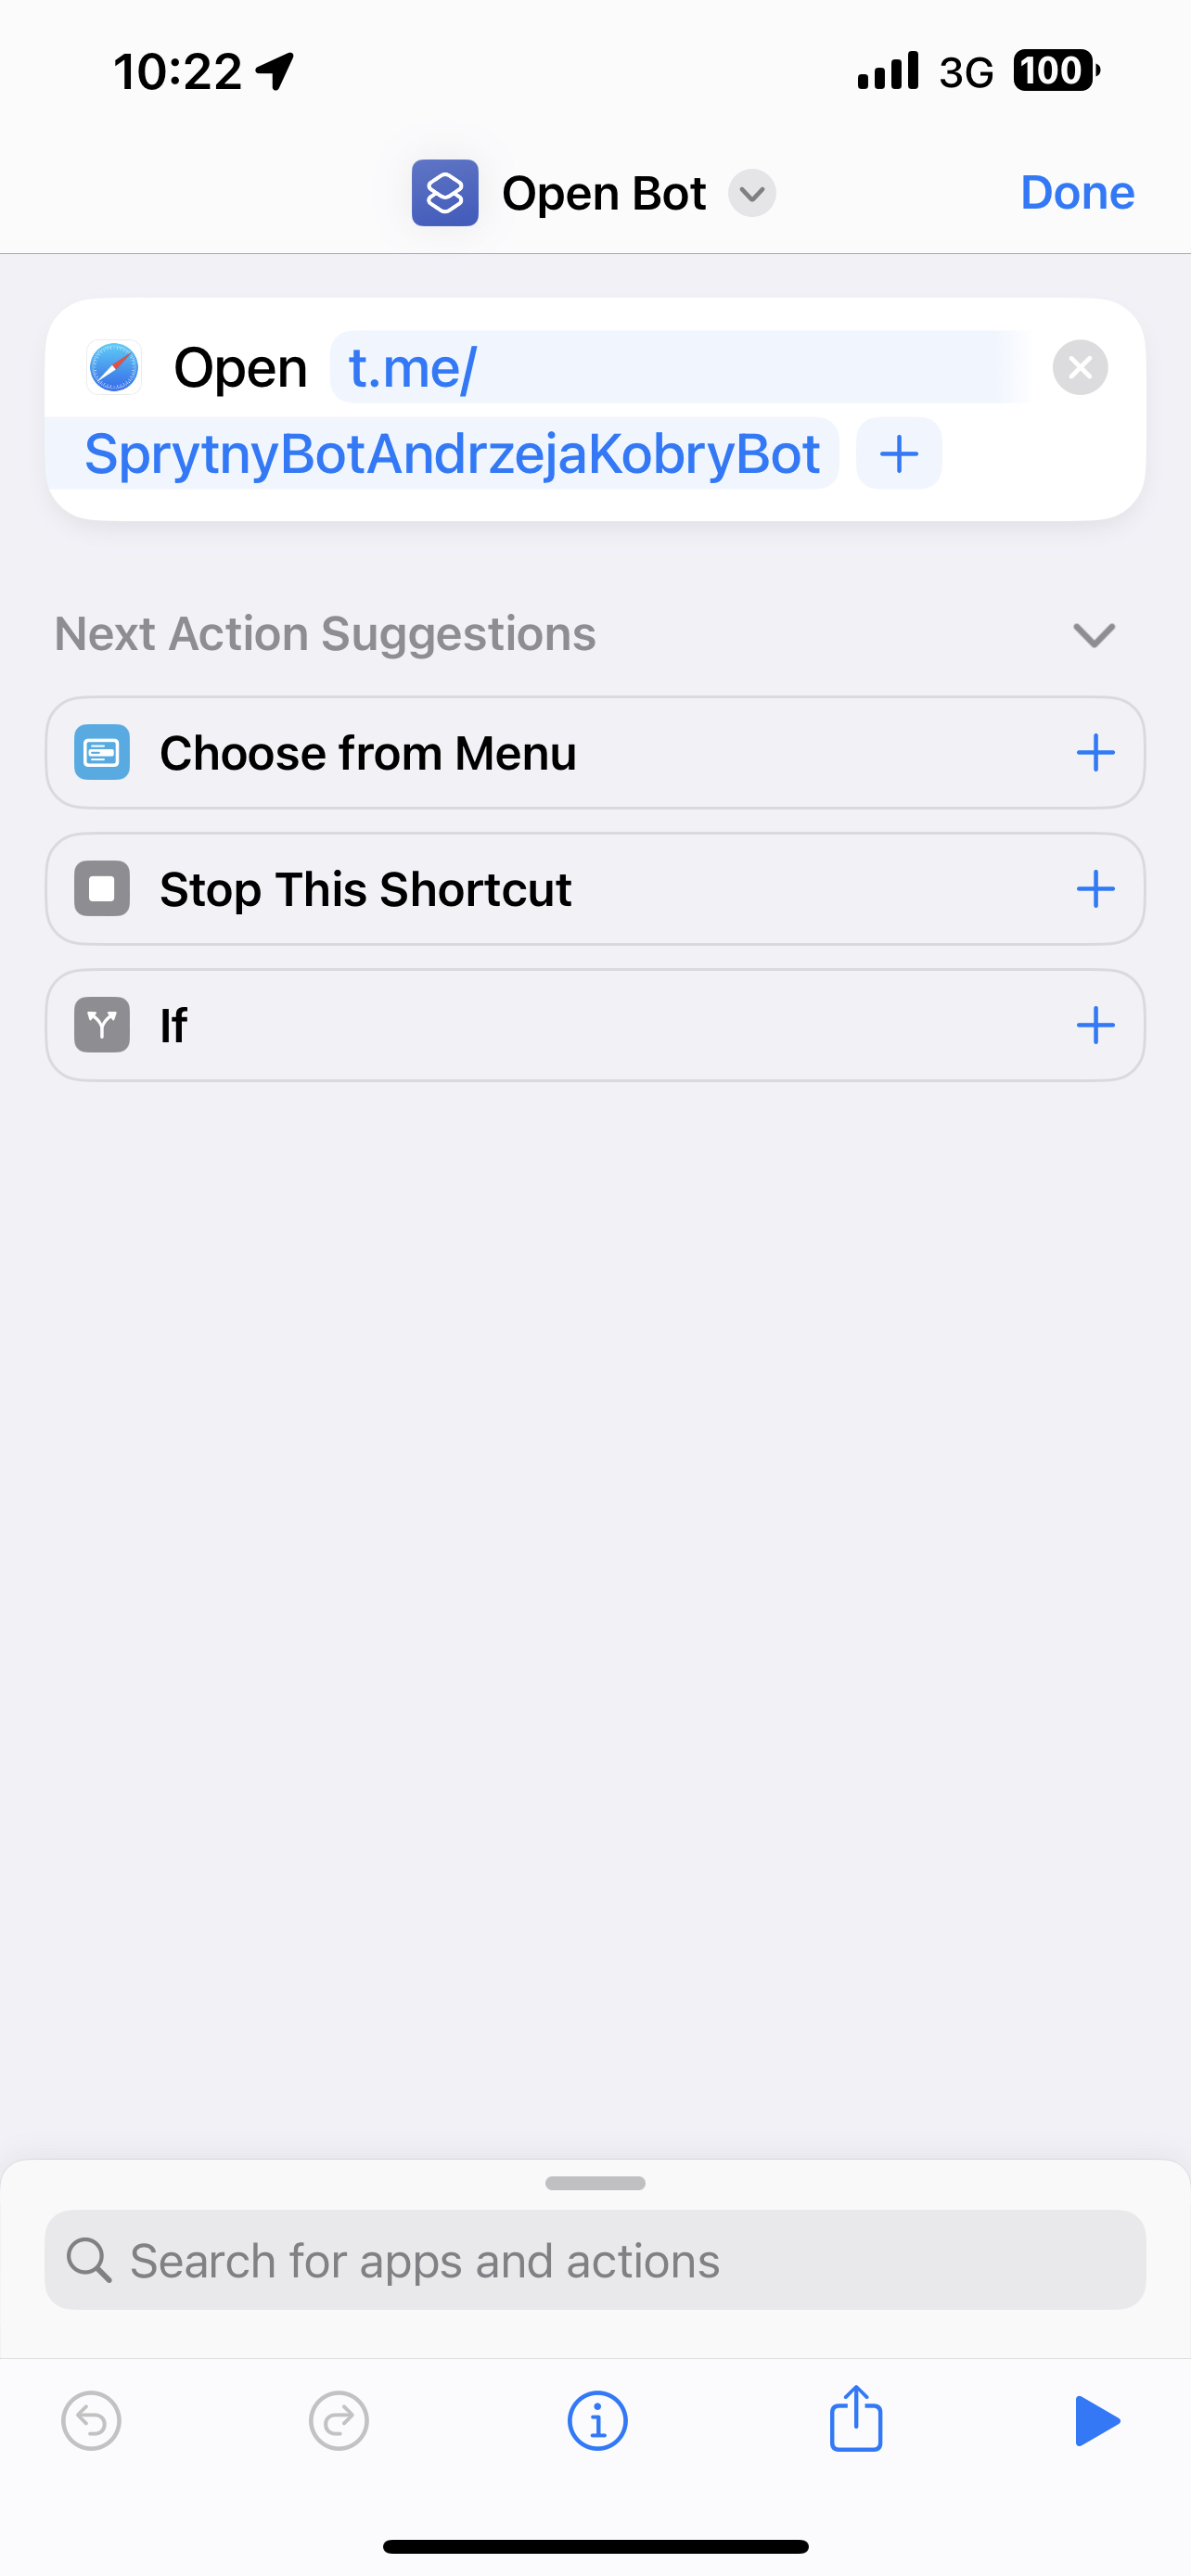 10:22 3G 100
Open Bot Done
Open t.me/
SprytnyBotAndrzejaKobryBot
Next Action Suggestions
Choose from Menu
Stop This Shortcut
If
Search for apps and actions